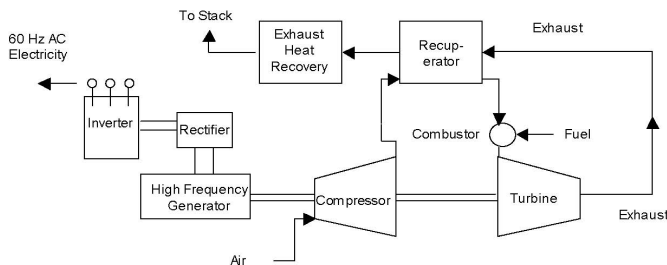 To Stack
60 Hz AC
Electricity
Exhaust
Heat
Recovery
Recup-
erator
Exhaust
Inverter
Rectifier
Combustor
Fuel
High Frequency
Generator
Compressor
Turbine
Exhaust
Air